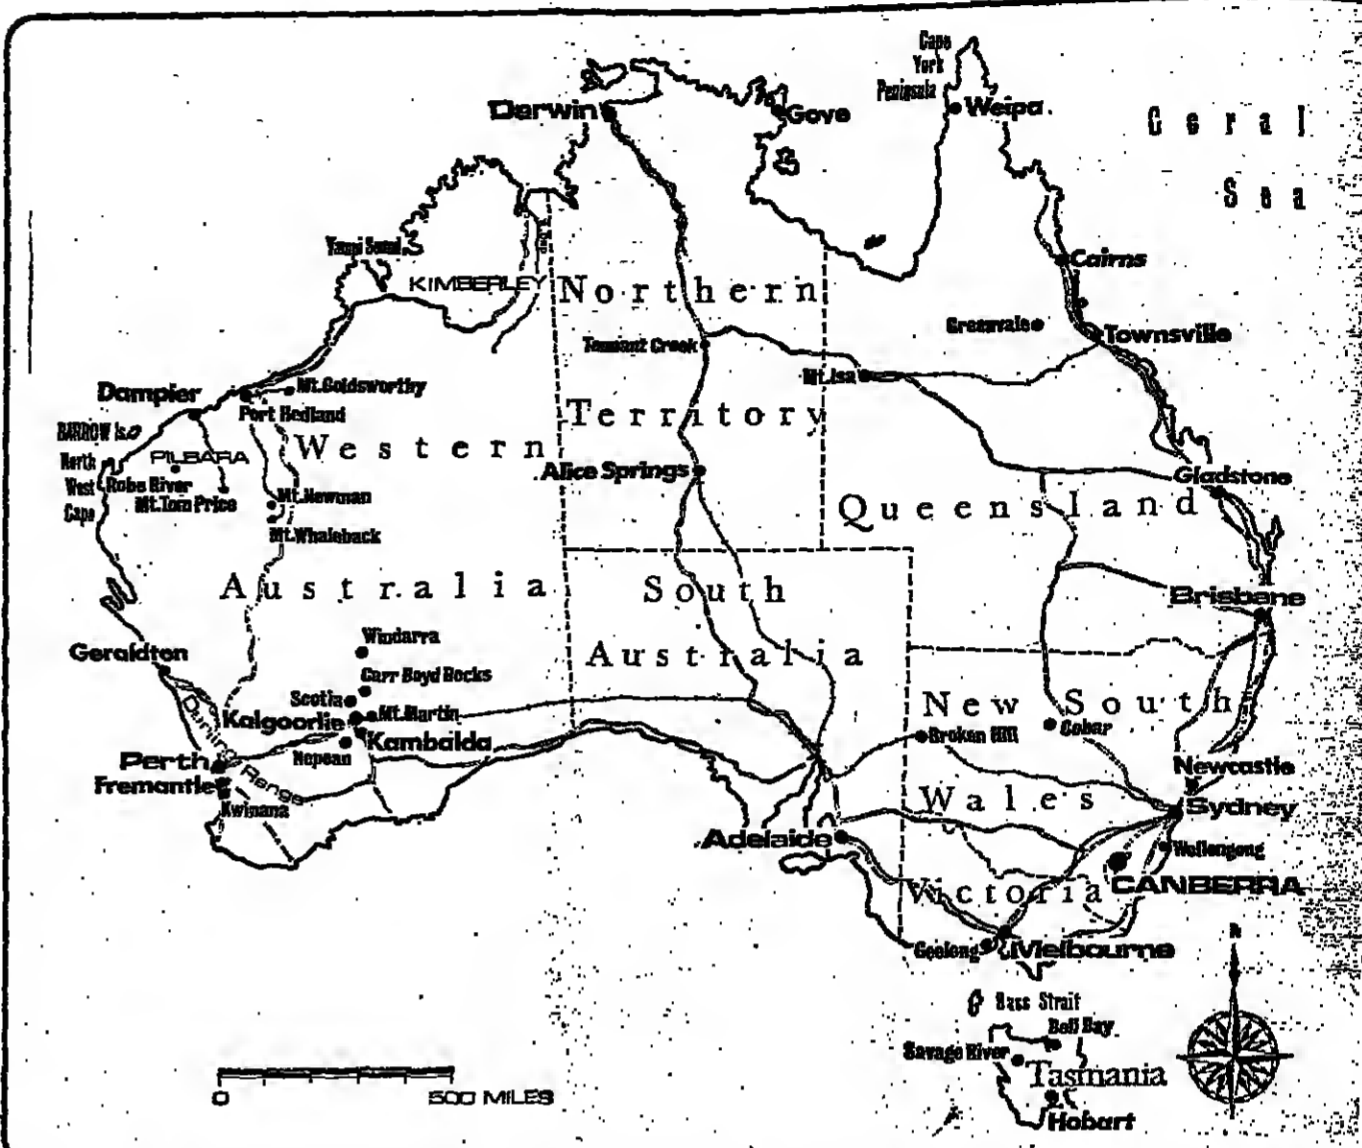 Cape
York
Peninsula
Weipa.
Darwin
Gove
Coral
Sea
Yampi Sound
KIMBERLEY
Cairns
Northern
Greenvale
Townsville
Tennant Creek
Mt.Isa
Dampier
Mt.Goldsworthy
Port Hedland
Territory
BARROW Is.
Western
North
West
Cape
PILBARA
Alice Springs
Gladstone
Robe River
Mt.Tom Price
Mt.Newman
Queensland
Mt.Whaleback
Australia
South
Brisbane
Windarra
Geraldton
Australia
Carr Boyd Rocks
Scotia
Darling
Range
Kalgoorlie
Mt.Martin
New South
Cobar
Broken Hill
Kambalda
Nepean
Perth
Newcastle
Fremantle
Kwinana
Wales
Sydney
Adelaide
Wollongong
CANBERRA
Victoria
Geelong
Melbourne
N
Bass Strait
Bell Bay
Savage River
Tasmania
Hobart
0 500 MILES